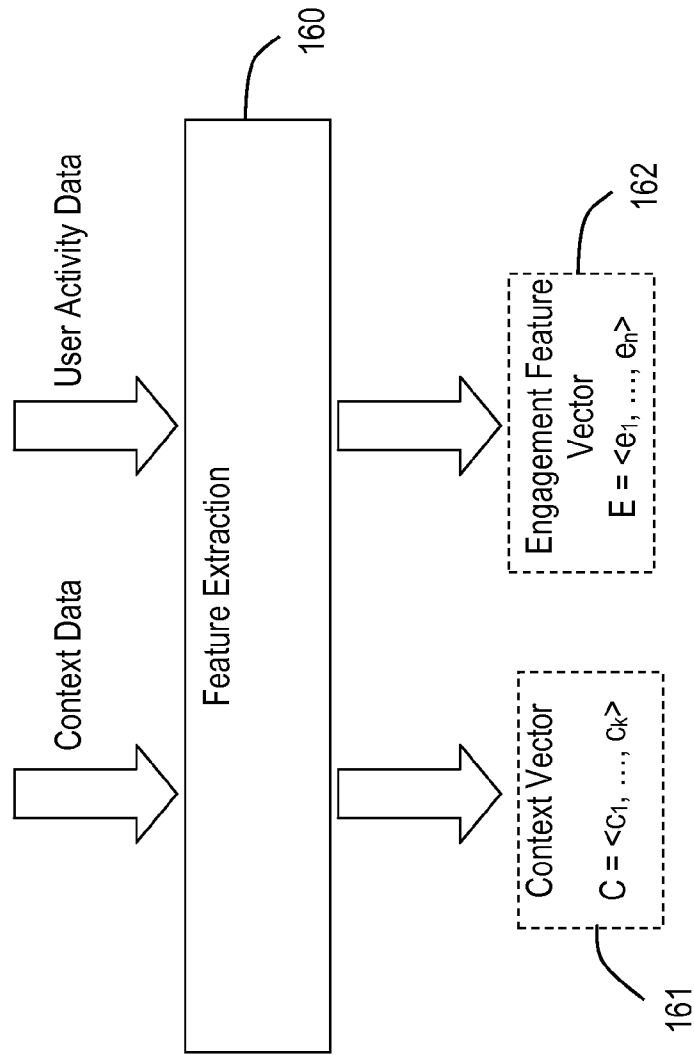 Context Data
User Activity Data
Feature Extraction
160
Context Vector
C = <c1, ..., ck>
161
Engagement Feature
Vector
E = <e1, ..., en>
162